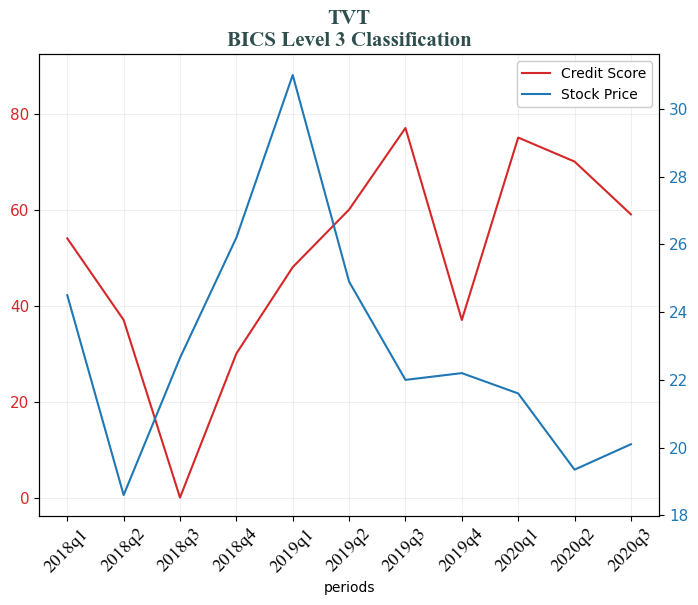 TVT
BICS Level 3 Classification
Credit Score
Stock Price
80
60
40
20
0
30
28
26
24
22
20
18
2018q1
2018q2
2018q3
2018q4
2019q1
2019q2
2019q3
2019q4
2020q1
2020q2
2020q3
periods